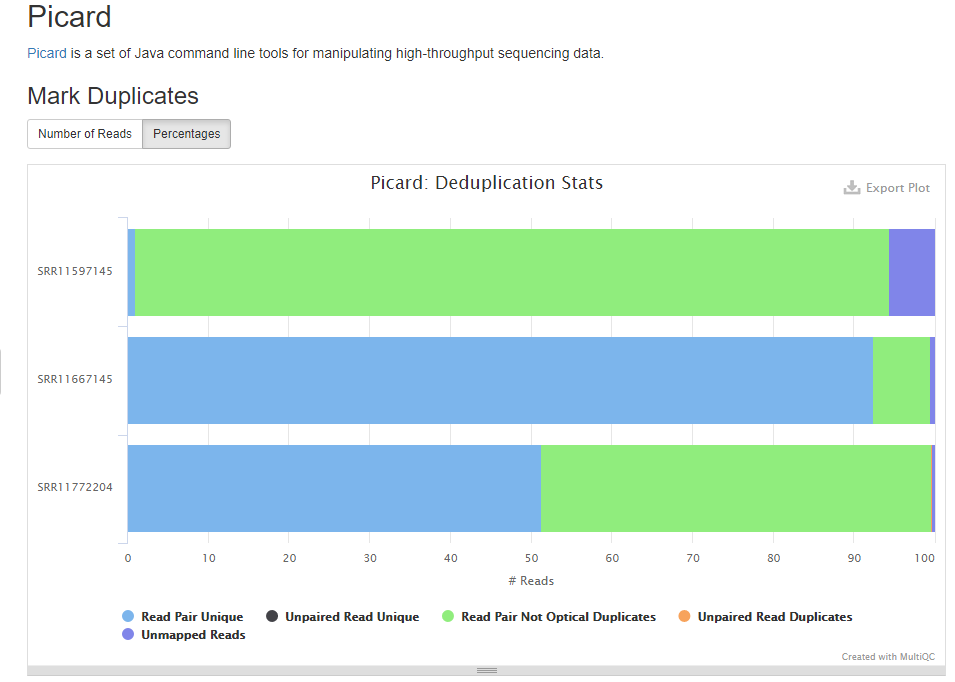 Picard
Picard is a set of Java command line tools for manipulating high-throughput sequencing data.
Mark Duplicates
Number of Reads Percentages
Picard: Deduplication Stats
Export Plot
SRR11597145
SRR11667145
SRR11772204
0 10 20 30 40 50 60 70 80 90 100
# Reads
Read Pair Unique Unpaired Read Unique Read Pair Not Optical Duplicates Unpaired Read Duplicates
Unmapped Reads
Created with MultiQC